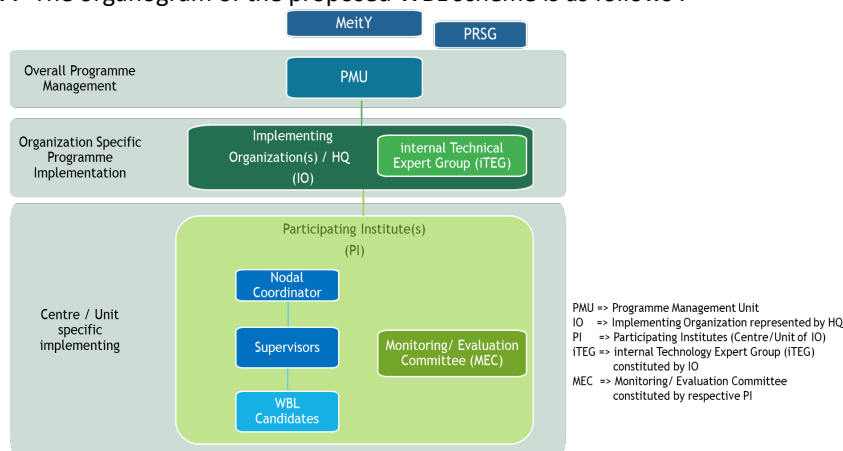 The organogram of the proposed WBL scheme is as follows :
MeitY
PRSG
Overall Programme
Management
PMU
Organization Specific
Programme
Implementation
Implementing
Organization(s) / HQ
(IO)
internal Technical
Expert Group (iTEG)
Participating Institute(s)
(PI)
Centre / Unit
specific
implementing
Nodal
Coordinator
Supervisors
WBL
Candidates
Monitoring/ Evaluation
Committee (MEC)
PMU => Programme Management Unit
IO => Implementing Organization represented by HQ
PI => Participating Institutes (Centre/Unit of IO)
iTEG => internal Technology Expert Group (iTEG)
constituted by IO
MEC => Monitoring/ Evaluation Committee
constituted by respective PI